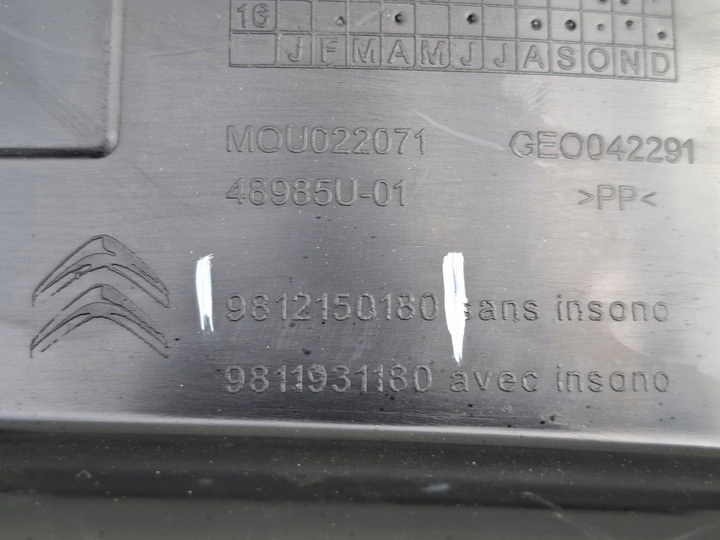 16
J F M A M J J A S O N D
MOU022071 GEO042291
48985U-01 >PP<
9812150180 sans insono
9811931180 avec insono